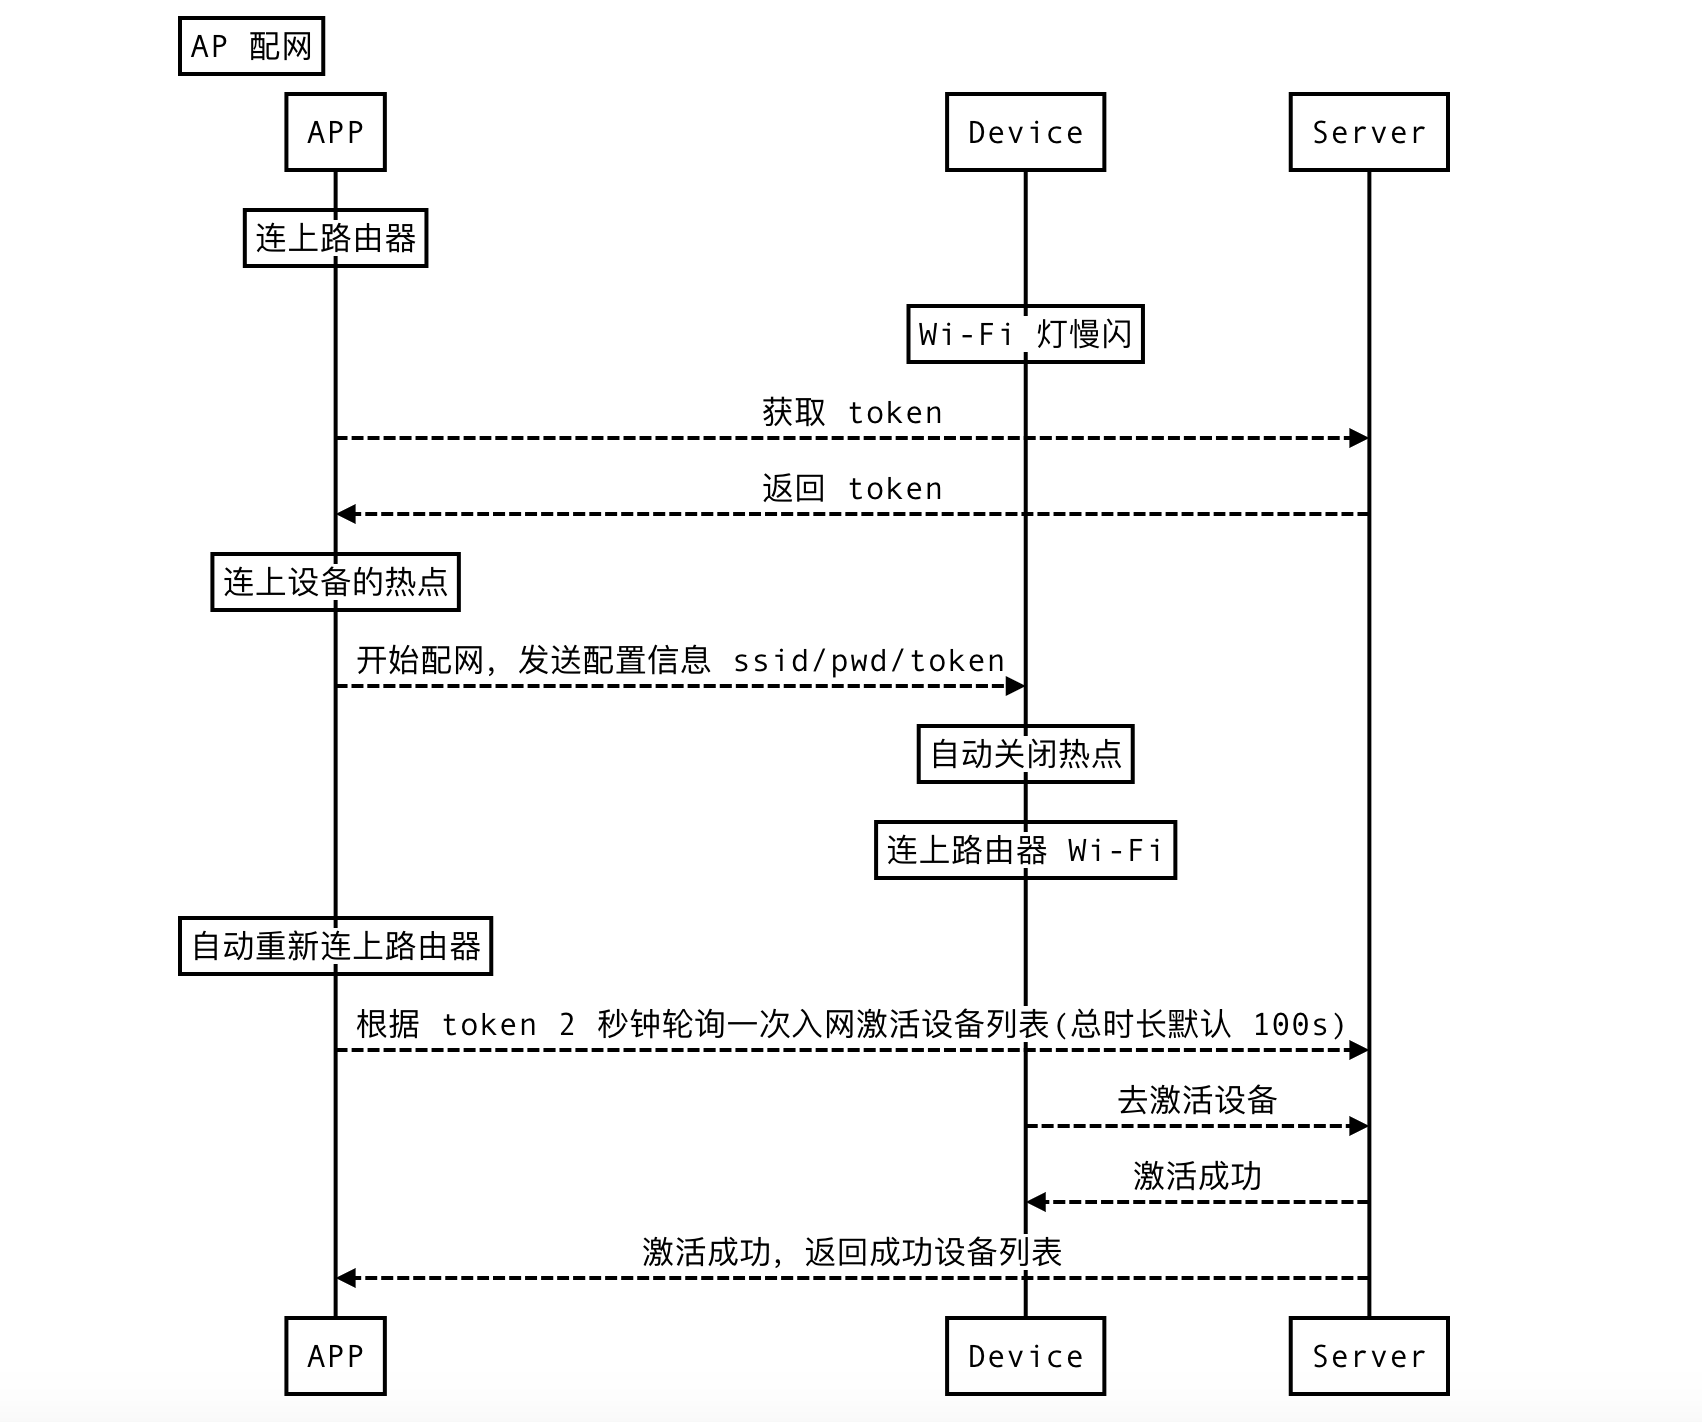 AP 配网
APP
Device
Server
连上路由器
Wi-Fi 灯慢闪
获取 token
返回 token
连上设备的热点
开始配网，发送配置信息 ssid/pwd/token
自动关闭热点
连上路由器 Wi-Fi
自动重新连上路由器
根据 token 2 秒钟轮询一次入网激活设备列表(总时长默认 100s)
去激活设备
激活成功
激活成功，返回成功设备列表
APP
Device
Server